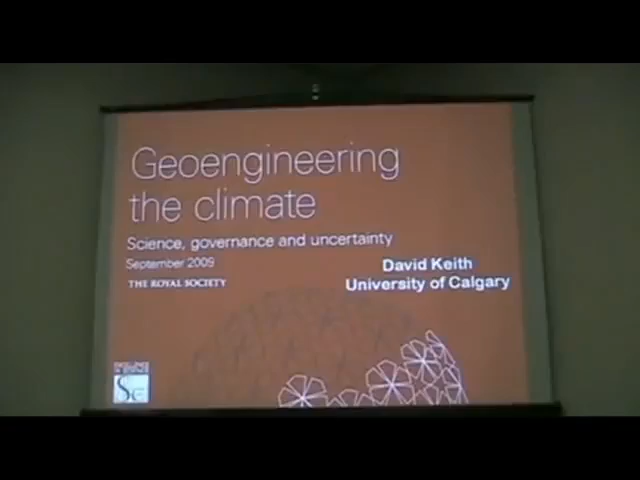 Geoengineering
the climate
Science, governance and uncertainty
September 2009
THE ROYAL SOCIETY
David Keith
University of Calgary